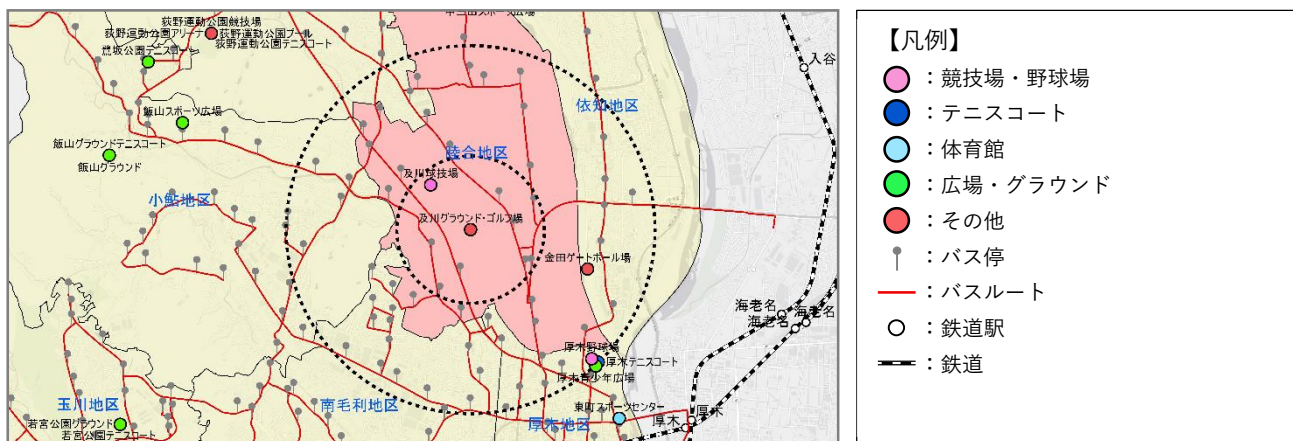 中三田スポーツ広場
荻野運動公園競技場
荻野運動公園アリーナ
荻野運動公園プール
荻野運動公園テニスコート
鳶坂公園テニスコート
入谷
飯山スポーツ広場
依知地区
飯山グラウンドテニスコート
飯山グラウンド
睦合地区
及川球技場
小鮎地区
及川グラウンド・ゴルフ場
金田ゲートボール場
海老名
海老名
海老名
厚木野球場
厚木テニスコート
厚木青少年広場
玉川地区
南毛利地区
東町スポーツセンター
厚木地区
若宮公園グラウンド
若宮公園テニスコート
厚木
厚木
【凡例】
：競技場・野球場
：テニスコート
：体育館
：広場・グラウンド
：その他
：バス停
：バスルート
：鉄道駅
：鉄道